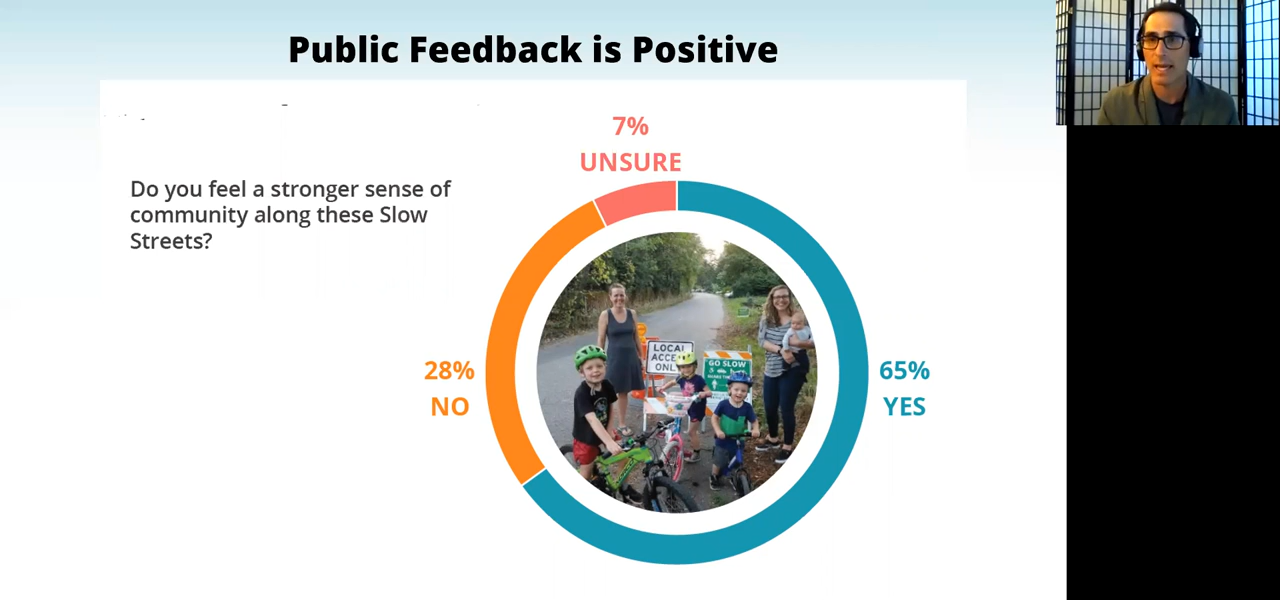 Public Feedback is Positive
7%
UNSURE
Do you feel a stronger sense of
community along these Slow
Streets?
28%
NO
65%
YES
LOCAL
ACCESS
ONLY
GO SLOW